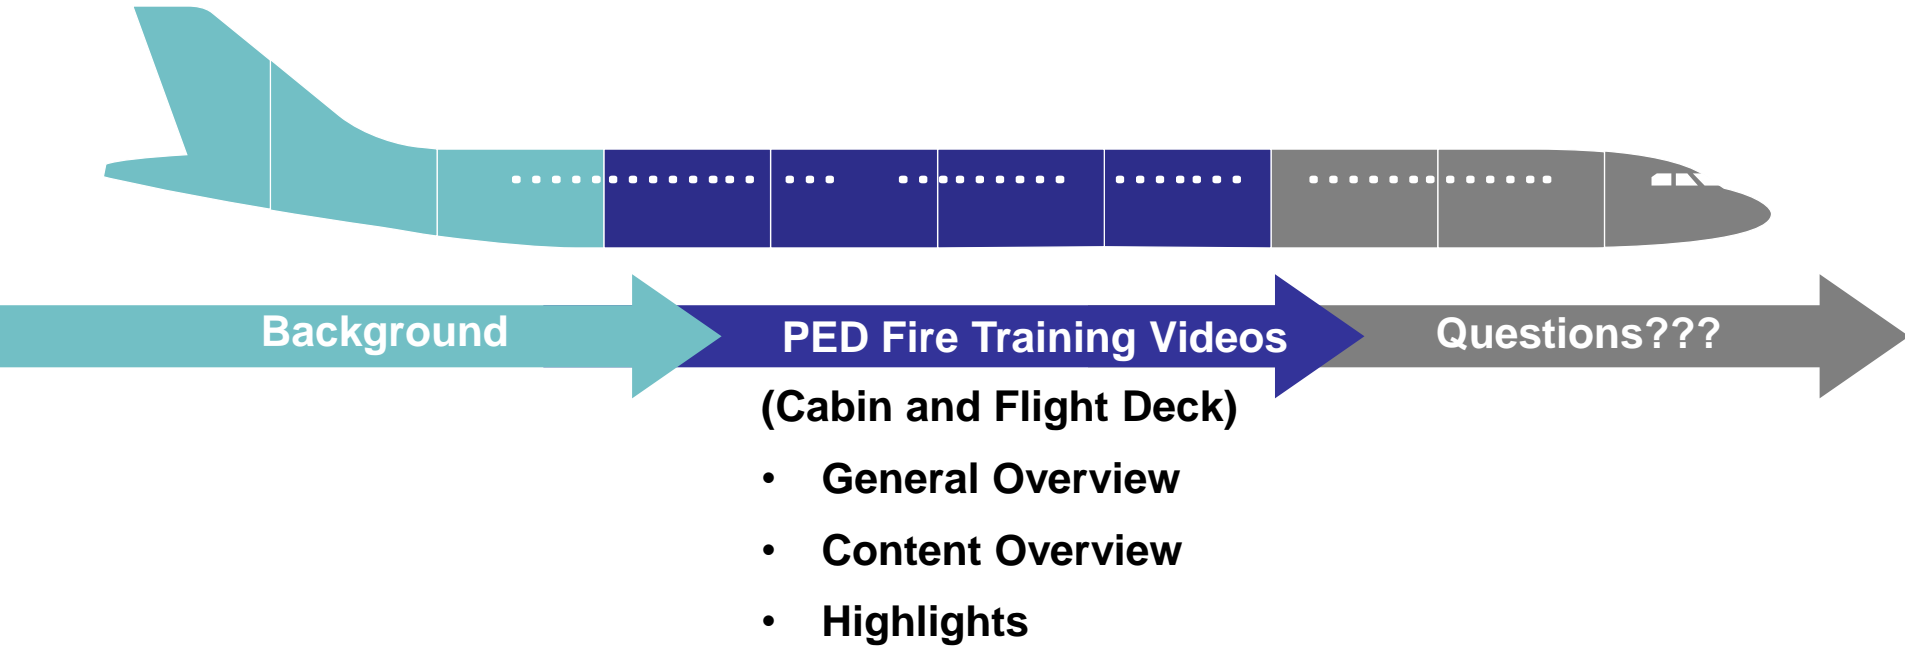 Background
PED Fire Training Videos
Questions???
(Cabin and Flight Deck)
• General Overview
• Content Overview
• Highlights